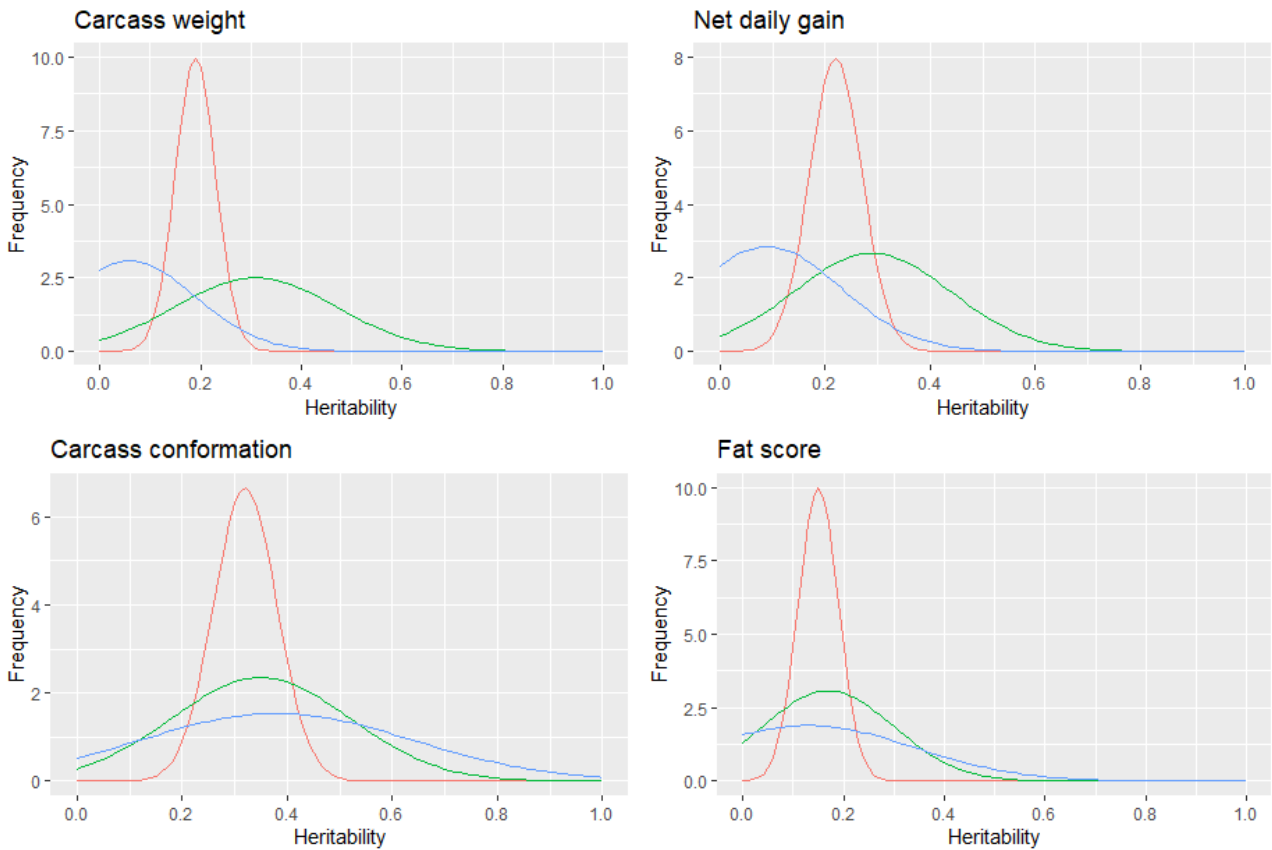 Carcass weight
10.0
7.5
5.0
2.5
0.0
Frequency
0.0 0.2 0.4 0.6 0.8 1.0
Heritability
Net daily gain
8
6
4
2
0
Frequency
0.0 0.2 0.4 0.6 0.8 1.0
Heritability
Carcass conformation
6
4
2
0
Frequency
0.0 0.2 0.4 0.6 0.8 1.0
Heritability
Fat score
10.0
7.5
5.0
2.5
0.0
Frequency
0.0 0.2 0.4 0.6 0.8 1.0
Heritability